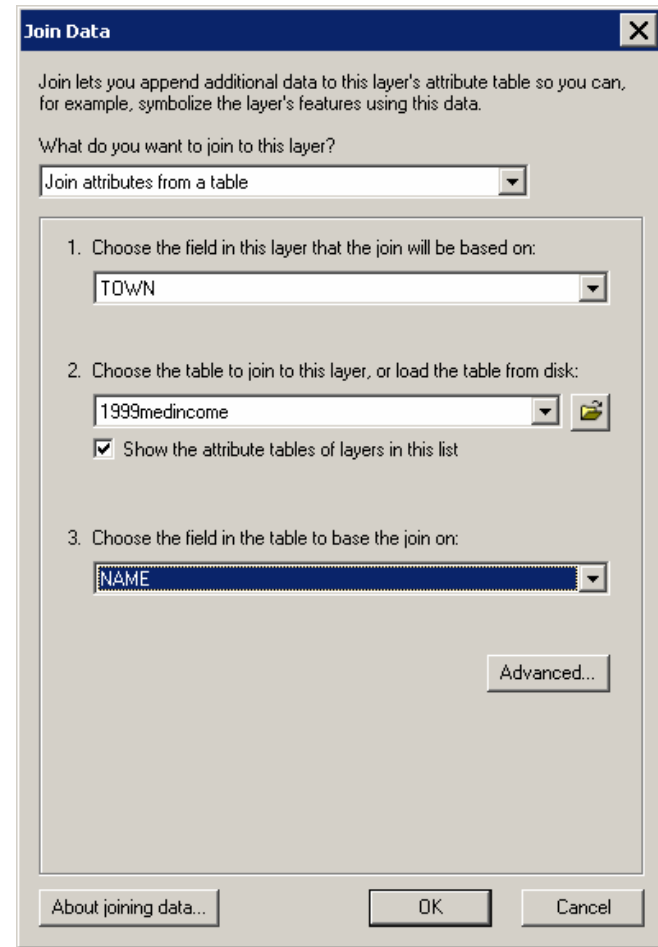 Join Data
Join lets you append additional data to this layer's attribute table so you can,
for example, symbolize the layer's features using this data.
What do you want to join to this layer?
Join attributes from a table
1. Choose the field in this layer that the join will be based on:
TOWN
2. Choose the table to join to this layer, or load the table from disk:
1999medincome
Show the attribute tables of layers in this list
3. Choose the field in the table to base the join on:
NAME
Advanced...
About joining data...
OK
Cancel